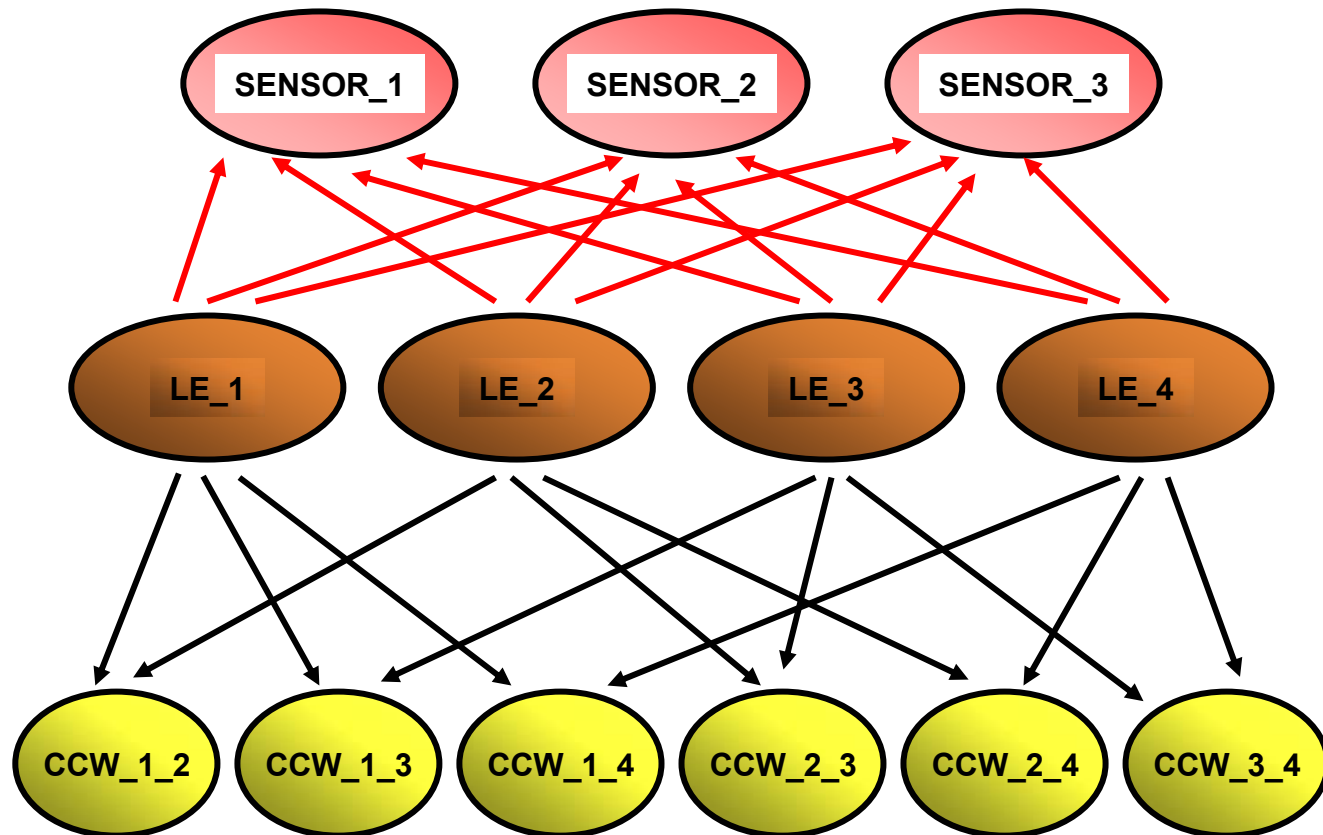 SENSOR_1
SENSOR_2
SENSOR_3
LE_1
LE_2
LE_3
LE_4
CCW_1_2
CCW_1_3
CCW_1_4
CCW_2_3
CCW_2_4
CCW_3_4